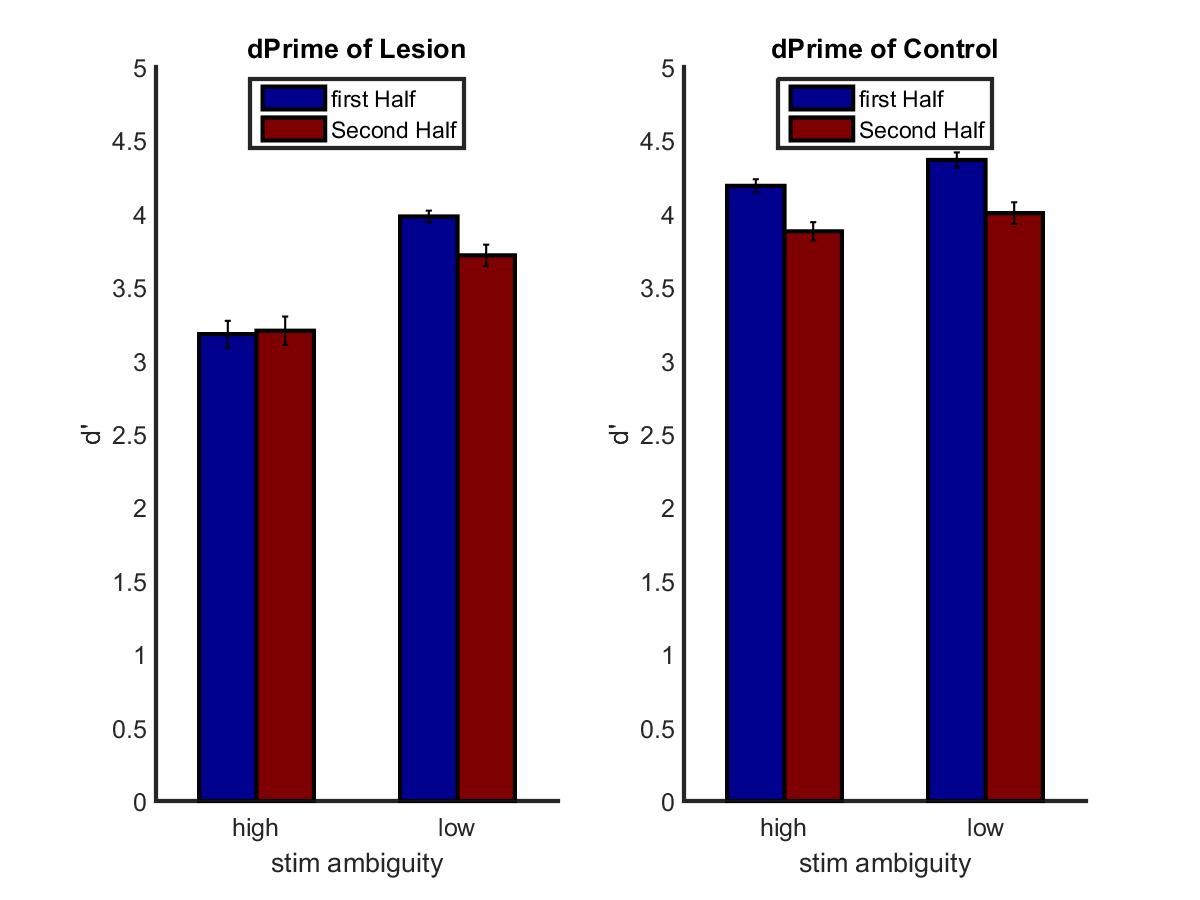 dPrime of Lesion
first Half
Second Half
5
4.5
4
3.5
3
2.5
2
1.5
1
0.5
0
d'
high low
stim ambiguity
dPrime of Control
first Half
Second Half
5
4.5
4
3.5
3
2.5
2
1.5
1
0.5
0
d'
high low
stim ambiguity